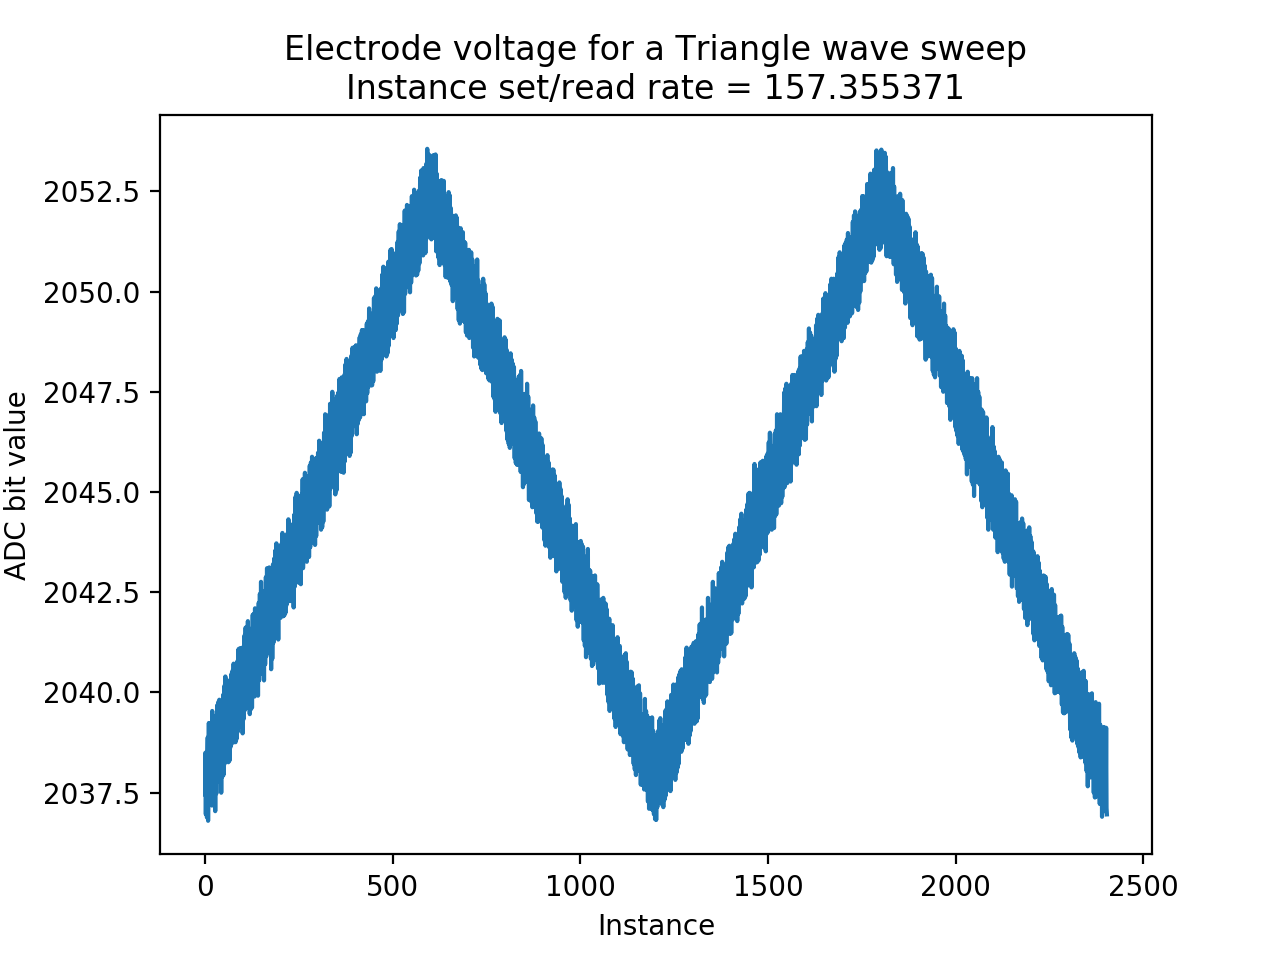 Electrode voltage for a Triangle wave sweep
Instance set/read rate = 157.355371
ADC bit value
2052.5
2050.0
2047.5
2045.0
2042.5
2040.0
2037.5
0 500 1000 1500 2000 2500
Instance